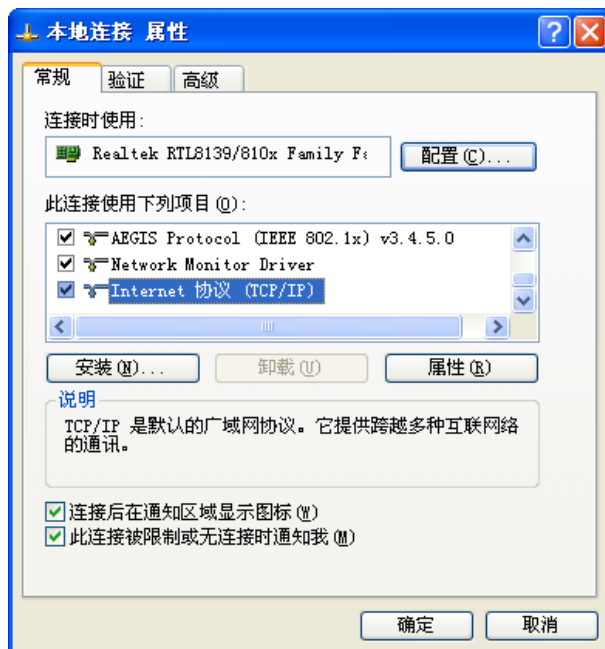 本地连接 属性
常规 验证 高级
连接时使用:
Realtek RTL8139/810x Family Fa
配置(C)...
此连接使用下列项目(O):
AEGIS Protocol (IEEE 802.1x) v3.4.5.0
Network Monitor Driver
Internet 协议 (TCP/IP)
安装(N)... 卸载(U) 属性(R)
说明
TCP/IP 是默认的广域网协议。它提供跨越多种互联网络
的通讯。
连接后在通知区域显示图标(W)
此连接被限制或无连接时通知我(M)
确定 取消